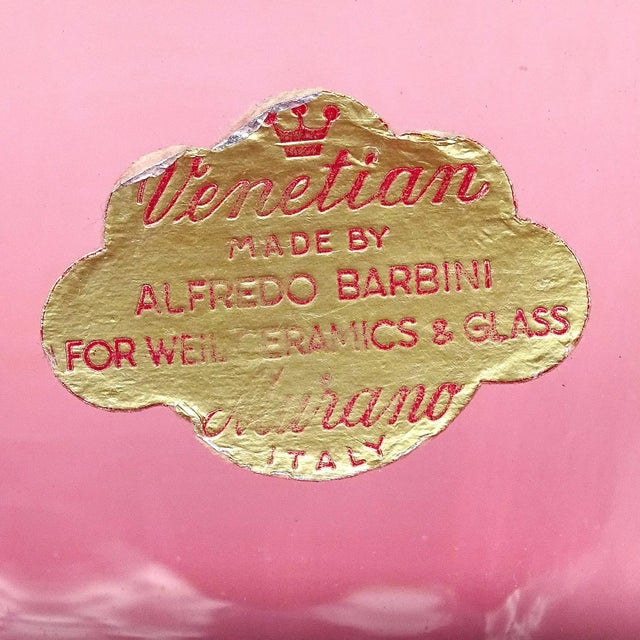 Venetian
MADE BY
ALFREDO BARBINI
FOR WEIL CERAMICS & GLASS
Murano
ITALY